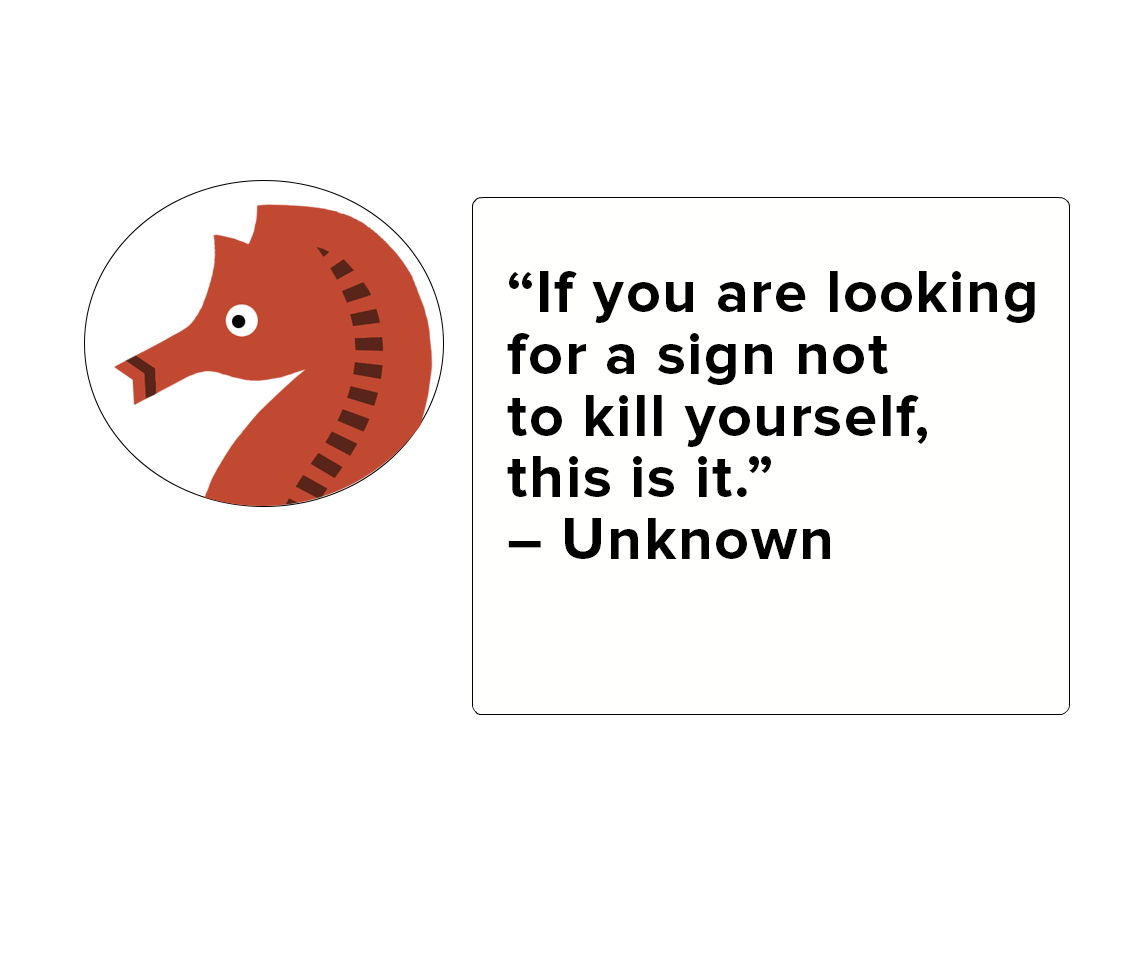 “If you are looking
for a sign not
to kill yourself,
this is it.”
– Unknown